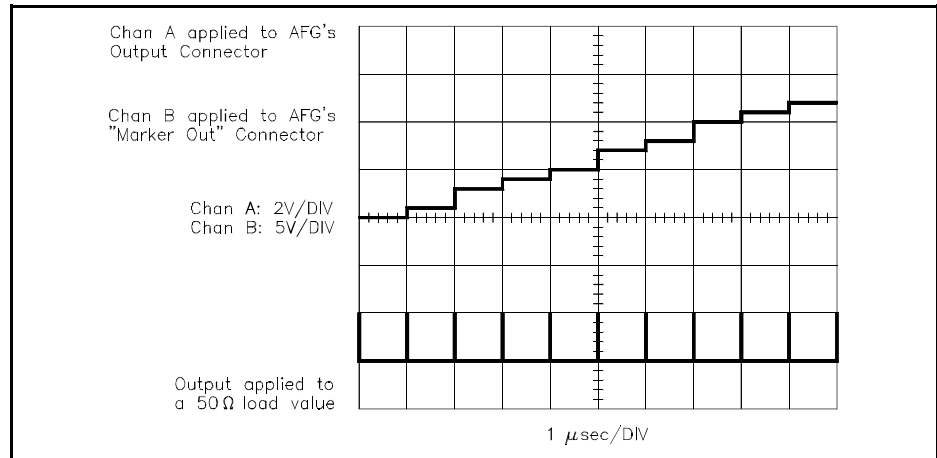 Chan A applied to AFG's
Output Connector
Chan B applied to AFG's
"Marker Out" Connector
Chan A: 2V/DIV
Chan B: 5V/DIV
Output applied to
a 50Ω load value
1 μsec/DIV